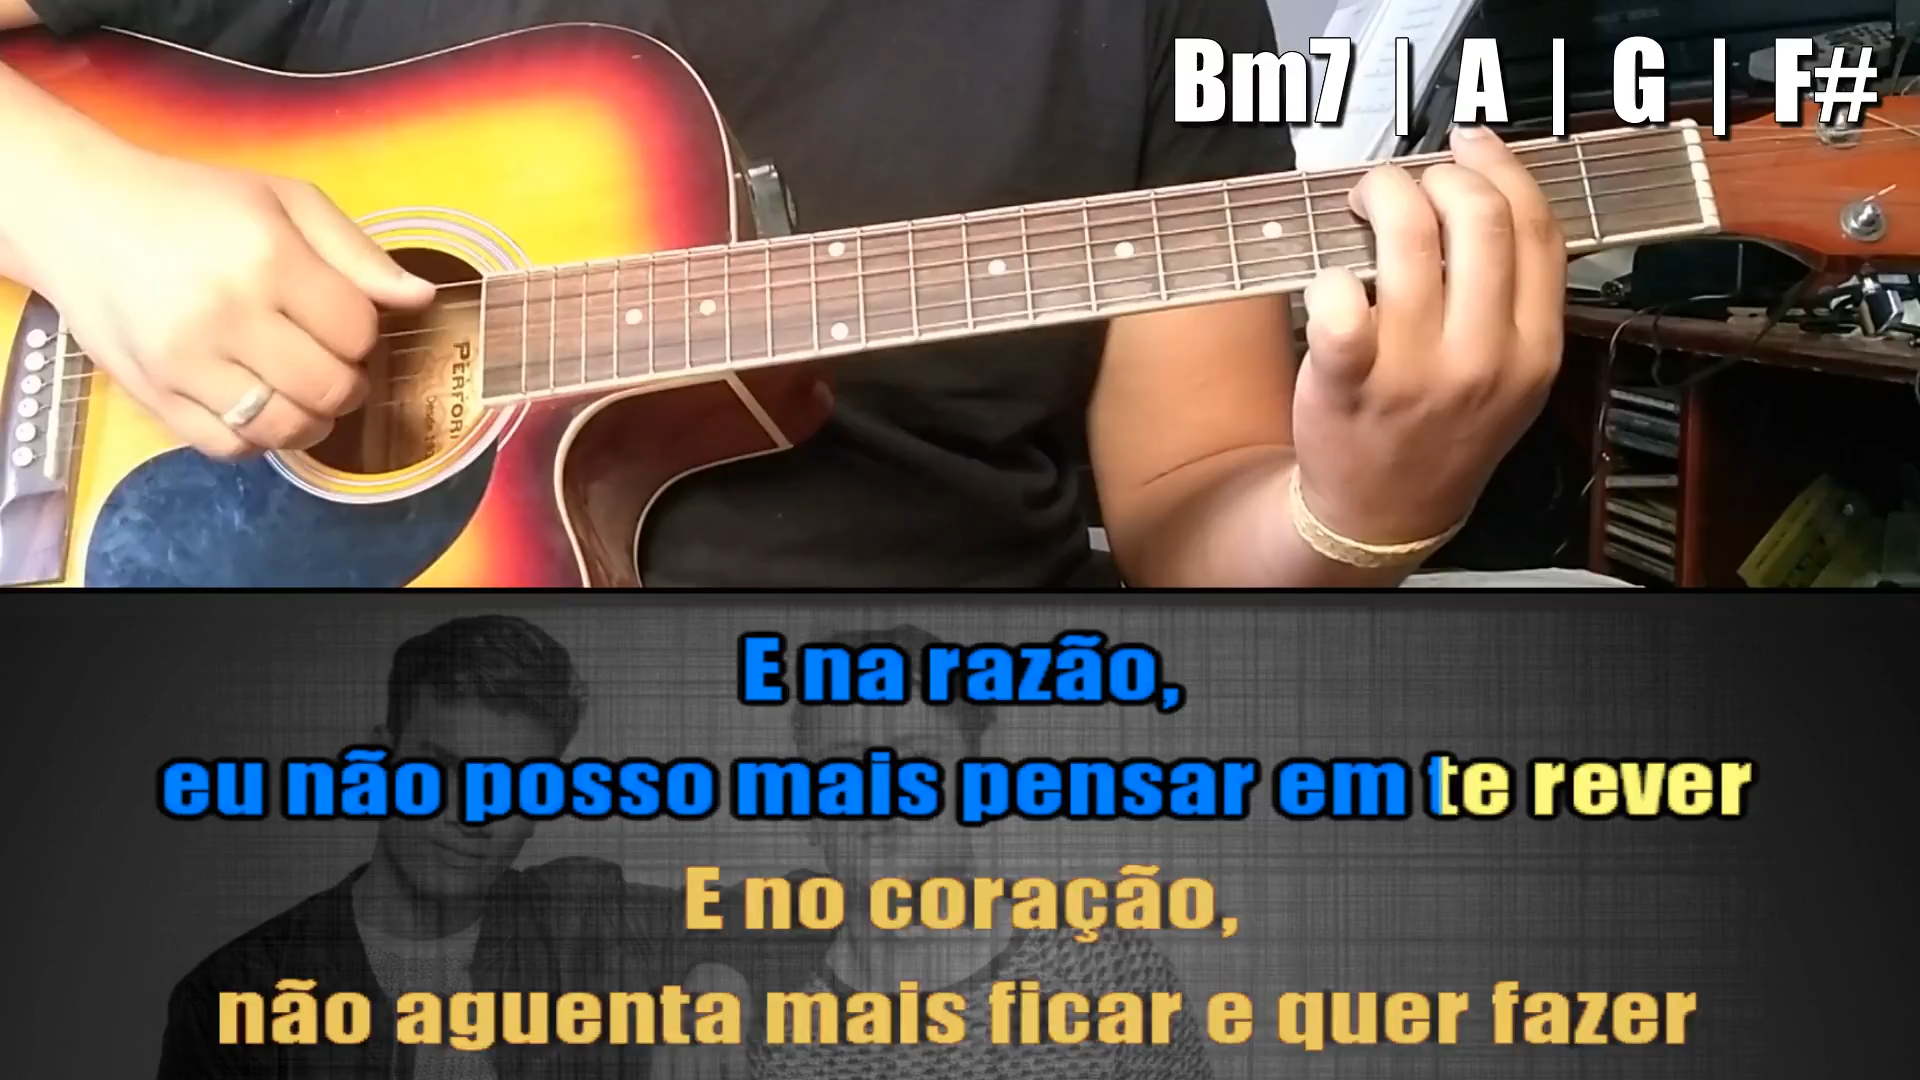 Bm7 | A | G | F#
PERFORI
E na razão,
eu não posso mais pensar em te rever
E no coração,
não aguenta mais ficar e quer fazer